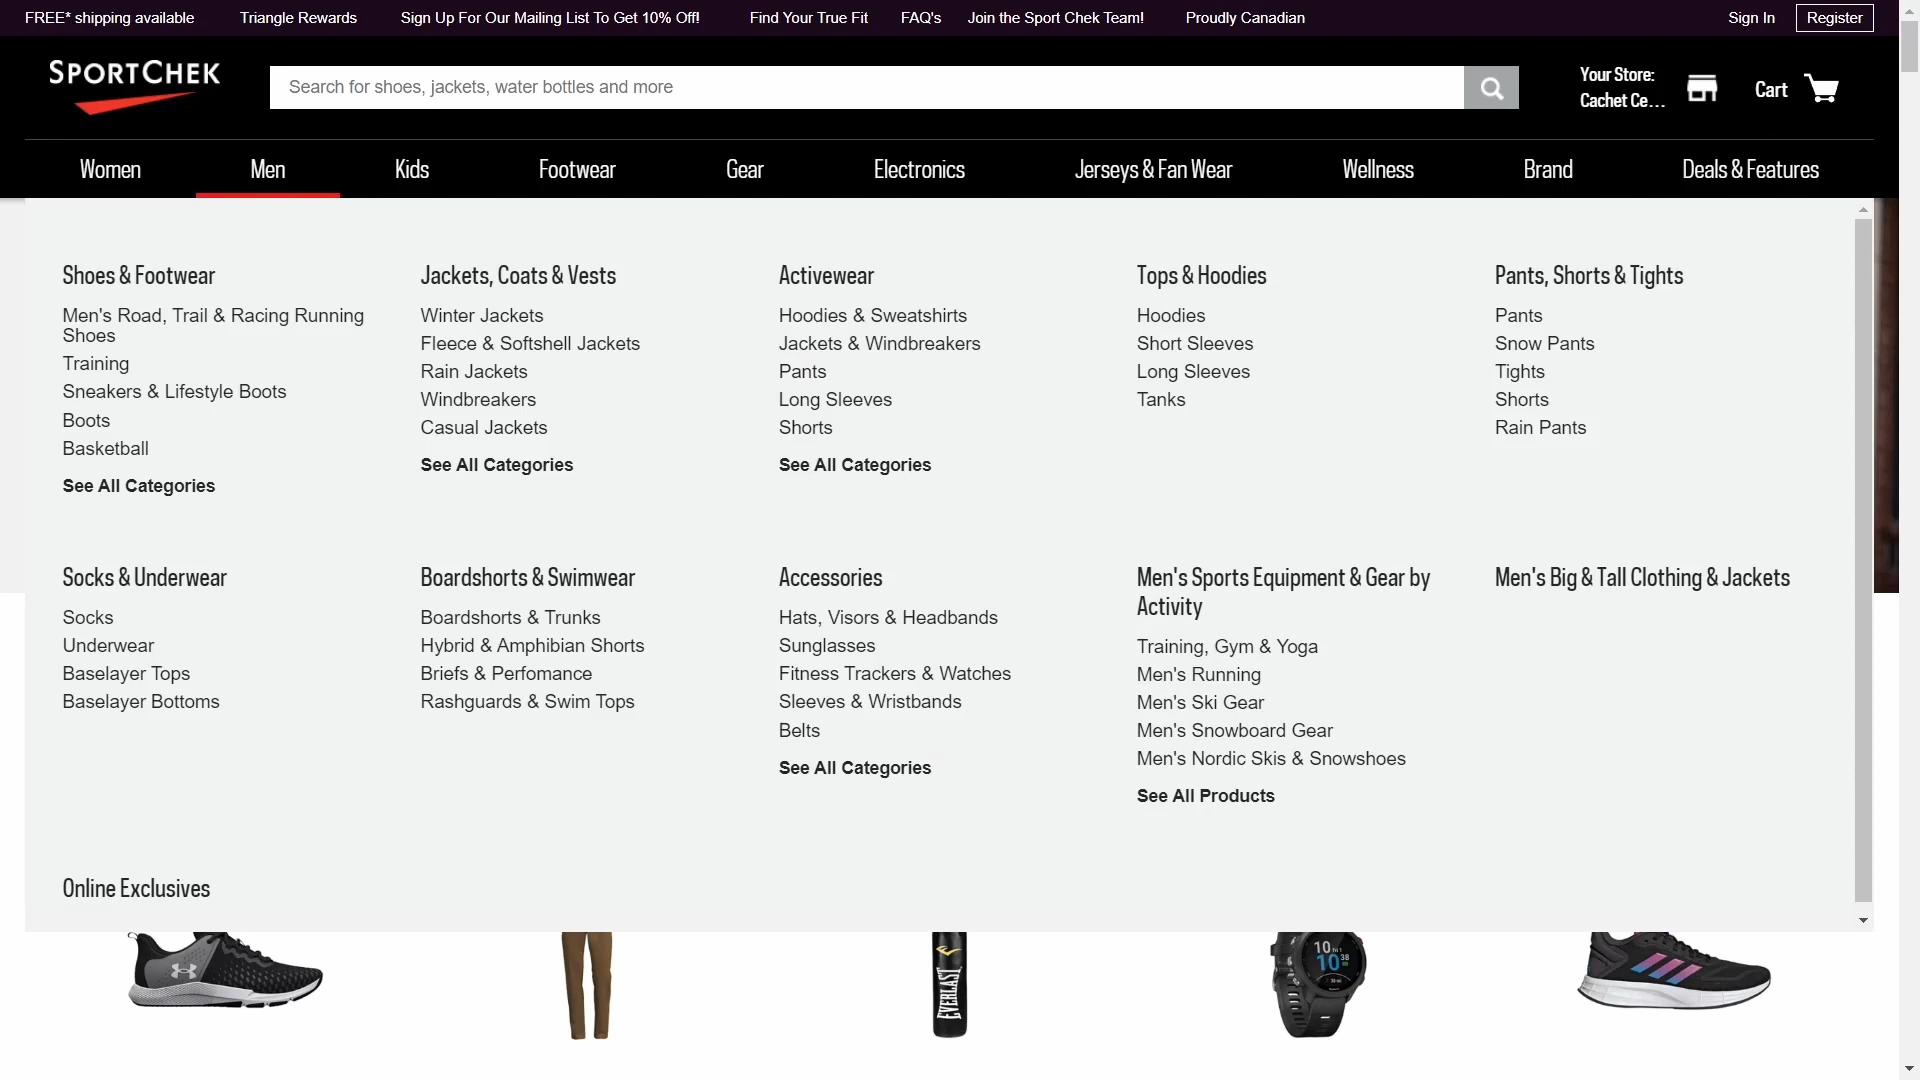 FREE* shipping available
Triangle Rewards
Sign Up For Our Mailing List To Get 10% Off!
Find Your True Fit
FAQ's
Join the Sport Chek Team!
Proudly Canadian
Sign In
Register
SPORTCHEK
Search for shoes, jackets, water bottles and more
Your Store:
Cachet Ce...
Cart
Women
Men
Kids
Footwear
Gear
Electronics
Jerseys & Fan Wear
Wellness
Brand
Deals & Features
Shoes & Footwear
Men's Road, Trail & Racing Running
Shoes
Training
Sneakers & Lifestyle Boots
Boots
Basketball
See All Categories
Jackets, Coats & Vests
Winter Jackets
Fleece & Softshell Jackets
Rain Jackets
Windbreakers
Casual Jackets
See All Categories
Activewear
Hoodies & Sweatshirts
Jackets & Windbreakers
Pants
Long Sleeves
Shorts
See All Categories
Tops & Hoodies
Hoodies
Short Sleeves
Long Sleeves
Tanks
Pants, Shorts & Tights
Pants
Snow Pants
Tights
Shorts
Rain Pants
Socks & Underwear
Socks
Underwear
Baselayer Tops
Baselayer Bottoms
Boardshorts & Swimwear
Boardshorts & Trunks
Hybrid & Amphibian Shorts
Briefs & Perfomance
Rashguards & Swim Tops
Accessories
Hats, Visors & Headbands
Sunglasses
Fitness Trackers & Watches
Sleeves & Wristbands
Belts
See All Categories
Men's Sports Equipment & Gear by
Activity
Training, Gym & Yoga
Men's Running
Men's Ski Gear
Men's Snowboard Gear
Men's Nordic Skis & Snowshoes
See All Products
Men's Big & Tall Clothing & Jackets
Online Exclusives
EVERLAST
10
10 38